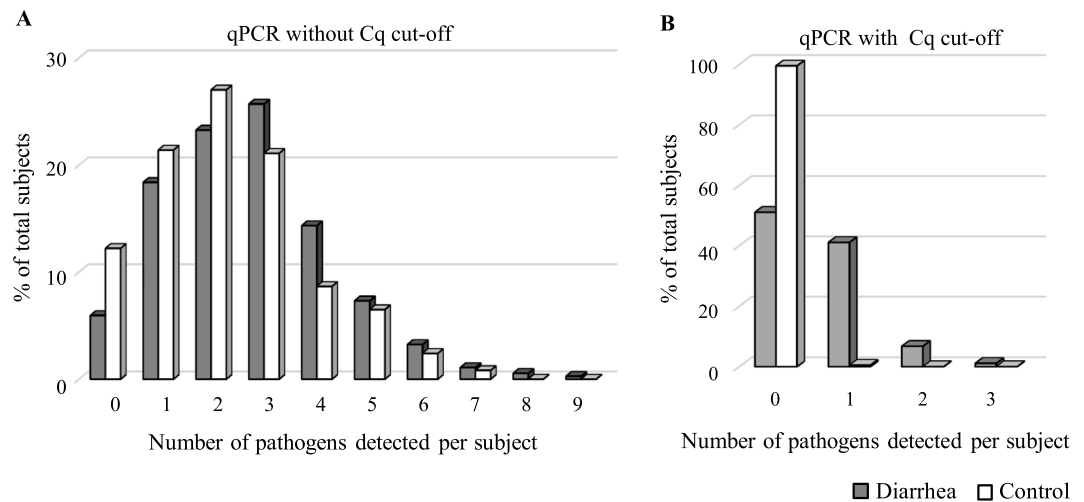 A
qPCR without Cq cut-off
30
20
10
0
% of total subjects
0 1 2 3 4 5 6 7 8 9
Number of pathogens detected per subject
B
qPCR with Cq cut-off
100
80
60
40
20
0
% of total subjects
0 1 2 3
Number of pathogens detected per subject
Diarrhea Control